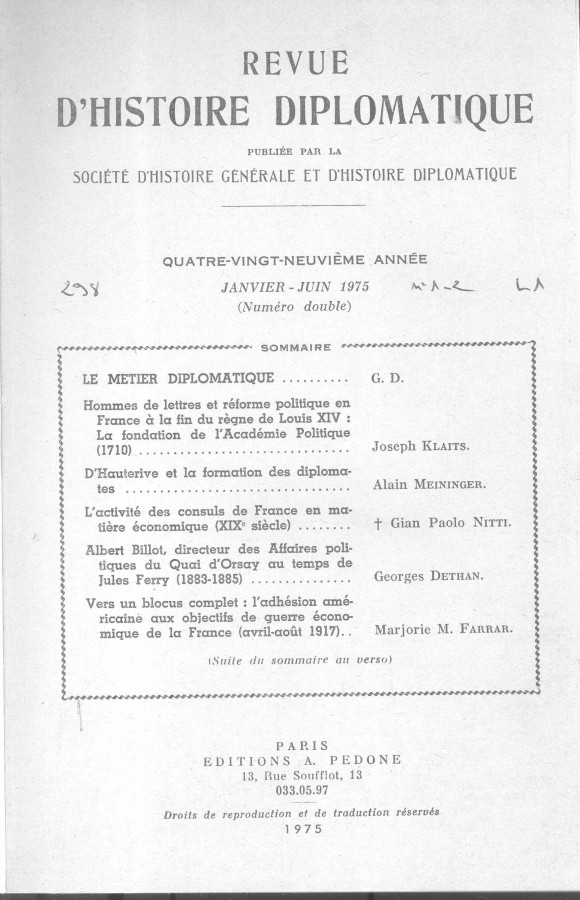 REVUE
D'HISTOIRE DIPLOMATIQUE
PUBLIÉE PAR LA
SOCIÉTÉ D'HISTOIRE GÉNÉRALE ET D'HISTOIRE DIPLOMATIQUE
QUATRE-VINGT-NEUVIÈME ANNÉE
298 JANVIER - JUIN 1975 n° 1-2
(Numéro double)
SOMMAIRE
LE METIER DIPLOMATIQUE .......... G. D.
Hommes de lettres et réforme politique en
France à la fin du règne de Louis XIV :
La fondation de l'Académie Politique
(1710) ............................... Joseph KLAITS.
D'Hauterive et la formation des diploma-
tes ................................. Alain MEININGER.
L'activité des consuls de France en ma-
tière économique (XIXe siècle) ........ † Gian Paolo NITTI.
Albert Billot, directeur des Affaires poli-
tiques du Quai d'Orsay au temps de
Jules Ferry (1883-1885) ............... Georges DETHAN.
Vers un blocus complet : l'adhésion amé-
ricaine aux objectifs de guerre écono-
mique de la France (avril-août 1917).. Marjorie M. FARRAR.
(Suite du sommaire au verso)
PARIS
EDITIONS A. PEDONE
13, Rue Soufflot, 13
033.05.97
Droits de reproduction et de traduction réservés
1975